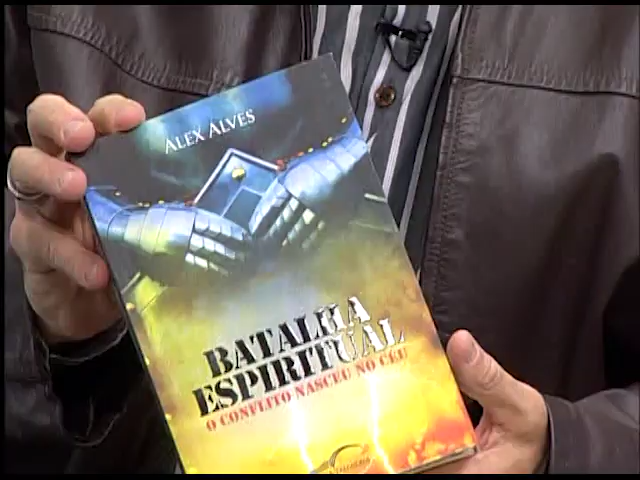 ALEX ALVES
BATALHA
ESPIRITUAL
O CONFLITO NASCEU NO CÉU